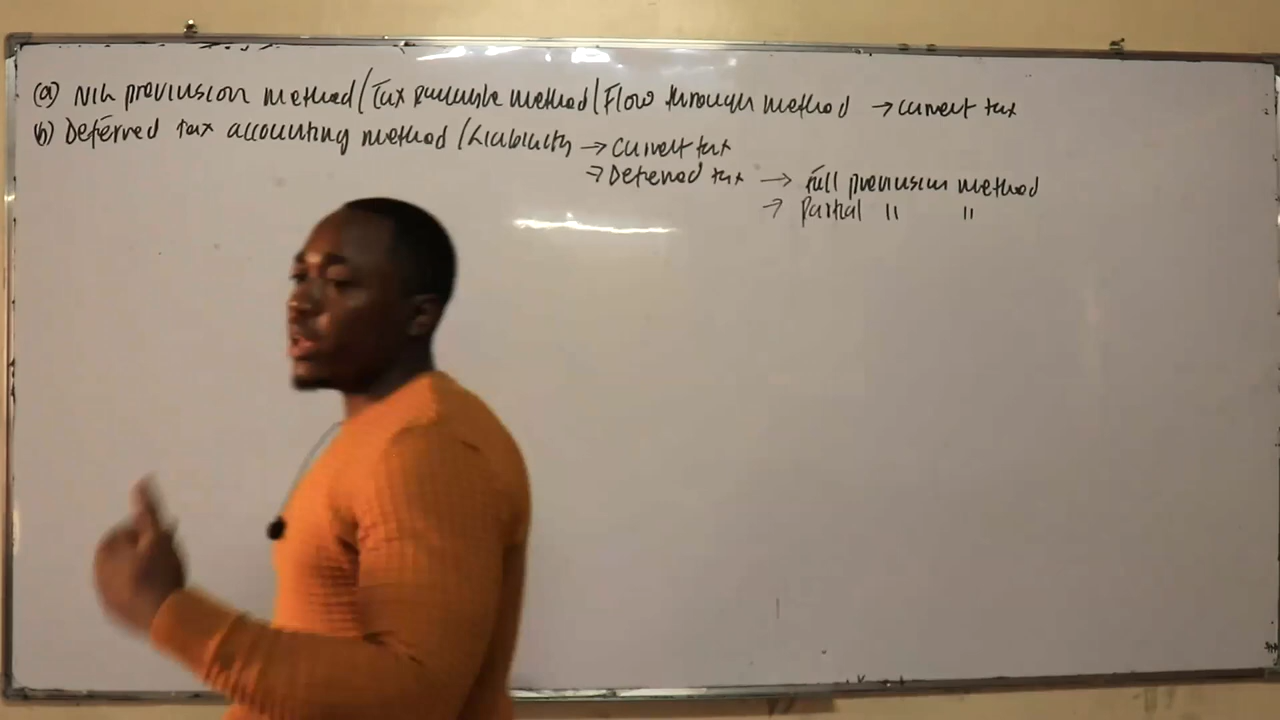 (a) Nil provision method/Tax payable method/Flow through method → current tax
(b) Deferred tax accounting method/Liability → current tax
→ Deferred tax → Full provision method
→ Partial " "